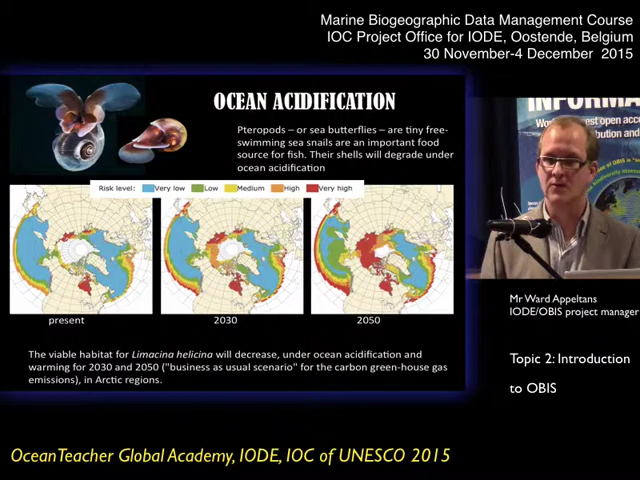 Marine Biogeographic Data Management Course
IOC Project Office for IODE, Oostende, Belgium
30 November-4 December 2015
OCEAN ACIDIFICATION
Pteropods – or sea butterflies – are tiny free-
swimming sea snails are an important food
source for fish. Their shells will degrade under
ocean acidification
Risk level: Very low Low Medium High Very high
present 2030 2050
The viable habitat for Limacina helicina will decrease, under ocean acidification and
warming for 2030 and 2050 ("business as usual scenario" for the carbon green-house gas
emissions), in Arctic regions.
Mr Ward Appeltans
IODE/OBIS project manager
Topic 2: Introduction
to OBIS
OceanTeacher Global Academy, IODE, IOC of UNESCO 2015